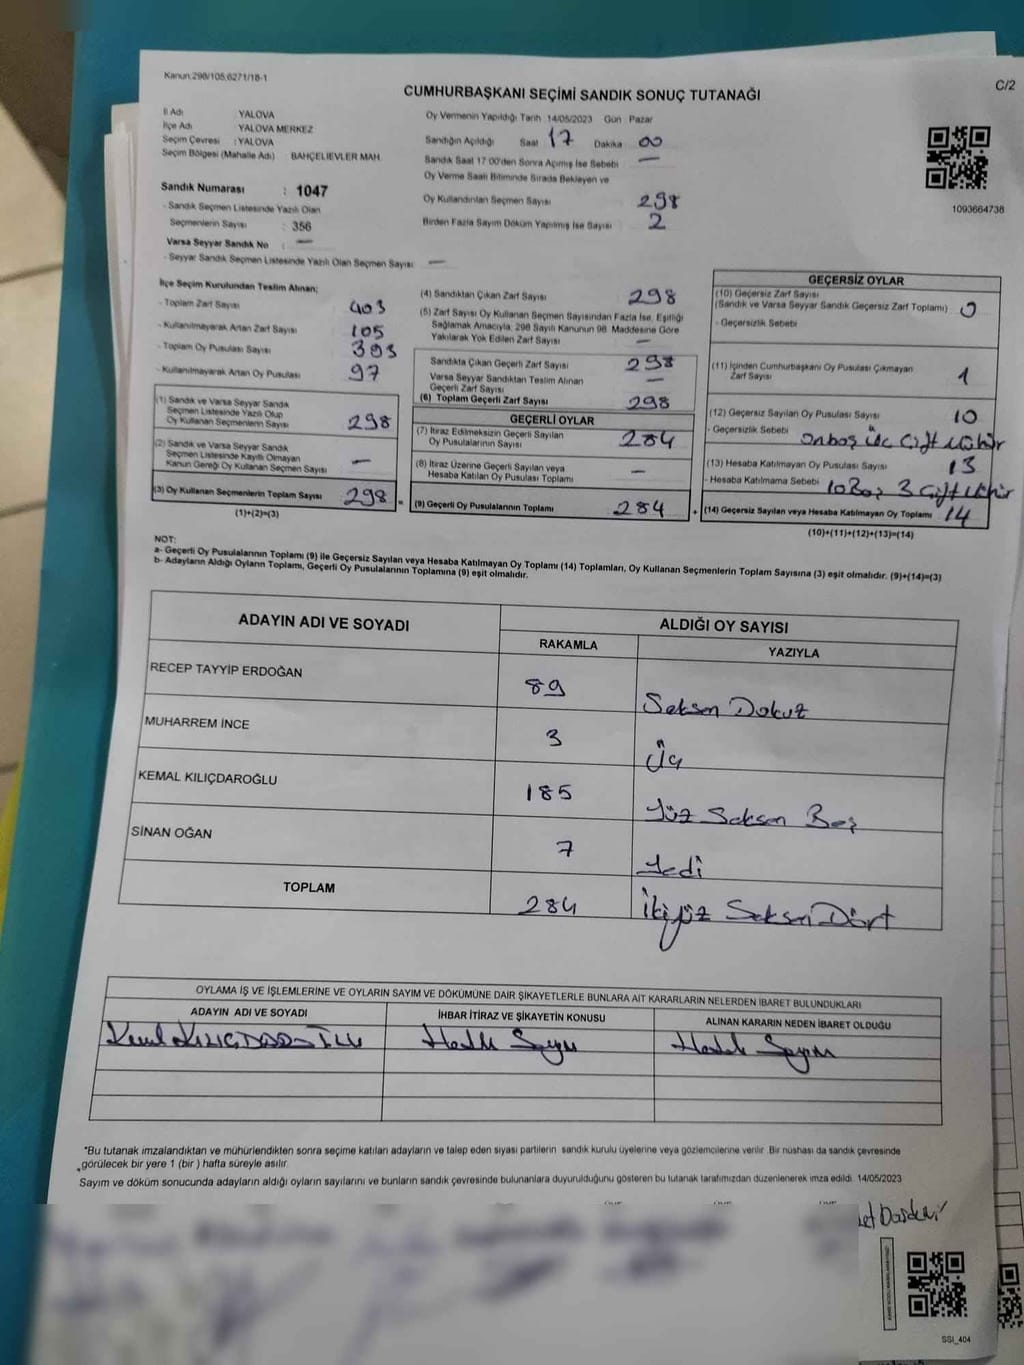 Kanun:298/105,6271/18-1
C/2
CUMHURBAŞKANI SEÇİMİ SANDIK SONUÇ TUTANAĞI
İl Adı YALOVA
İlçe Adı YALOVA MERKEZ
Seçim Çevresi : YALOVA
Seçim Bölgesi (Mahalle Adı) BAHÇELİEVLER MAH.
Sandık Numarası : 1047
- Sandık Seçmen Listesinde Yazılı Olan
Seçmenlerin Sayısı : 356
Varsa Seyyar Sandık No : —
- Seyyar Sandık Seçmen Listesinde Yazılı Olan Seçmen Sayısı : —
Oy Vermenin Yapıldığı Tarih 14/05/2023 Gün : Pazar
Sandığın Açıldığı Saat 17 Dakika 00
Sandık Saat 17:00'den Sonra Açılmış İse Sebebi —
Oy Verme Saati Bitiminde Sırada Bekleyen ve
Oy Kullandırılan Seçmen Sayısı 298
Birden Fazla Sayım Döküm Yapılmış İse Sayısı 2
1093664738
İlçe Seçim Kurulundan Teslim Alınan;
- Toplam Zarf Sayısı 403
- Kullanılmayarak Artan Zarf Sayısı 105
- Toplam Oy Pusulası Sayısı 393
- Kullanılmayarak Artan Oy Pusulası 97
(1) Sandık ve Varsa Seyyar Sandık
Seçmen Listesinde Yazılı Olup
Oy Kullanan Seçmenlerin Sayısı 298
(2) Sandık ve Varsa Seyyar Sandık
Seçmen Listesinde Kayıtlı Olmayan
Kanun Gereği Oy Kullanan Seçmen Sayısı —
(3) Oy Kullanan Seçmenlerin Toplam Sayısı 298 =
(1)+(2)=(3)
(4) Sandıktan Çıkan Zarf Sayısı 298
(5) Zarf Sayısı Oy Kullanan Seçmen Sayısından Fazla İse, Eşitliği
Sağlamak Amacıyla, 298 Sayılı Kanunun 98. Maddesine Göre
Yakılarak Yok Edilen Zarf Sayısı —
Sandıkta Çıkan Geçerli Zarf Sayısı 298
Varsa Seyyar Sandıktan Teslim Alınan
Geçerli Zarf Sayısı —
(6) Toplam Geçerli Zarf Sayısı 298
GEÇERLİ OYLAR
(7) İtiraz Edilmeksizin Geçerli Sayılan
Oy Pusulalarının Sayısı 284
(8) İtiraz Üzerine Geçerli Sayılan veya
Hesaba Katılan Oy Pusulası Toplamı —
(9) Geçerli Oy Pusulalarının Toplamı 284 +
GEÇERSİZ OYLAR
(10) Geçersiz Zarf Sayısı
(Sandık ve Varsa Seyyar Sandık Geçersiz Zarf Toplamı) 0
- Geçersizlik Sebebi
(11) İçinden Cumhurbaşkanı Oy Pusulası Çıkmayan
Zarf Sayısı 1
(12) Geçersiz Sayılan Oy Pusulası Sayısı 10
- Geçersizlik Sebebi onboş üç Çift Mühür
(13) Hesaba Katılmayan Oy Pusulası Sayısı 13
- Hesaba Katılmama Sebebi 10 Boş 3 Çift Mühür
(14) Geçersiz Sayılan veya Hesaba Katılmayan Oy Toplamı 14
(10)+(11)+(12)+(13)=(14)
NOT:
a- Geçerli Oy Pusulalarının Toplamı (9) ile Geçersiz Sayılan veya Hesaba Katılmayan Oy Toplamı (14) Toplamları, Oy Kullanan Seçmenlerin Toplam Sayısına (3) eşit olmalıdır. (9)+(14)=(3)
b- Adayların Aldığı Oyların Toplamı, Geçerli Oy Pusulalarının Toplamına (9) eşit olmalıdır.
ADAYIN ADI VE SOYADI ALDIĞI OY SAYISI
RAKAMLA YAZIYLA
RECEP TAYYİP ERDOĞAN 89 Seksen Dokuz
MUHARREM İNCE 3 Üç
KEMAL KILIÇDAROĞLU 185 Yüz Seksen Beş
SİNAN OĞAN 7 Yedi
TOPLAM 284 İkiyüz Seksen Dört
OYLAMA İŞ VE İŞLEMLERİNE VE OYLARIN SAYIM VE DÖKÜMÜNE DAİR ŞİKAYETLERLE BUNLARA AİT KARARLARIN NELERDEN İBARET BULUNDUKLARI
ADAYIN ADI VE SOYADI İHBAR İTİRAZ VE ŞİKAYETİN KONUSU ALINAN KARARIN NEDEN İBARET OLDUĞU
*Bu tutanak imzalandıktan ve mühürlendikten sonra seçime katılan adayların ve talep eden siyasi partilerin sandık kurulu üyelerine veya gözlemcilerine verilir. Bir nüshası da sandık çevresinde
görülecek bir yere 1 (bir) hafta süreyle asılır.
Sayım ve döküm sonucunda adayların aldığı oyların sayılarını ve bunların sandık çevresinde bulunanlara duyurulduğunu gösteren bu tutanak tarafımızdan düzenlenerek imza edildi. 14/05/2023
SSI_404